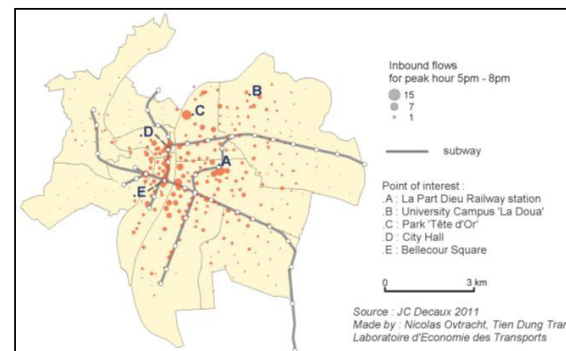 B
C
.D
A
.E
Inbound flows
for peak hour 5pm - 8pm
15
7
1
subway
Point of interest :
.A : La Part Dieu Railway station
.B : University Campus 'La Doua'
.C : Park 'Tête d'Or'
.D : City Hall
.E : Bellecour Square
0
3 km
Source : JC Decaux 2011
Made by : Nicolas Ovtracht, Tien Dung Tran
Laboratoire d'Economie des Transports